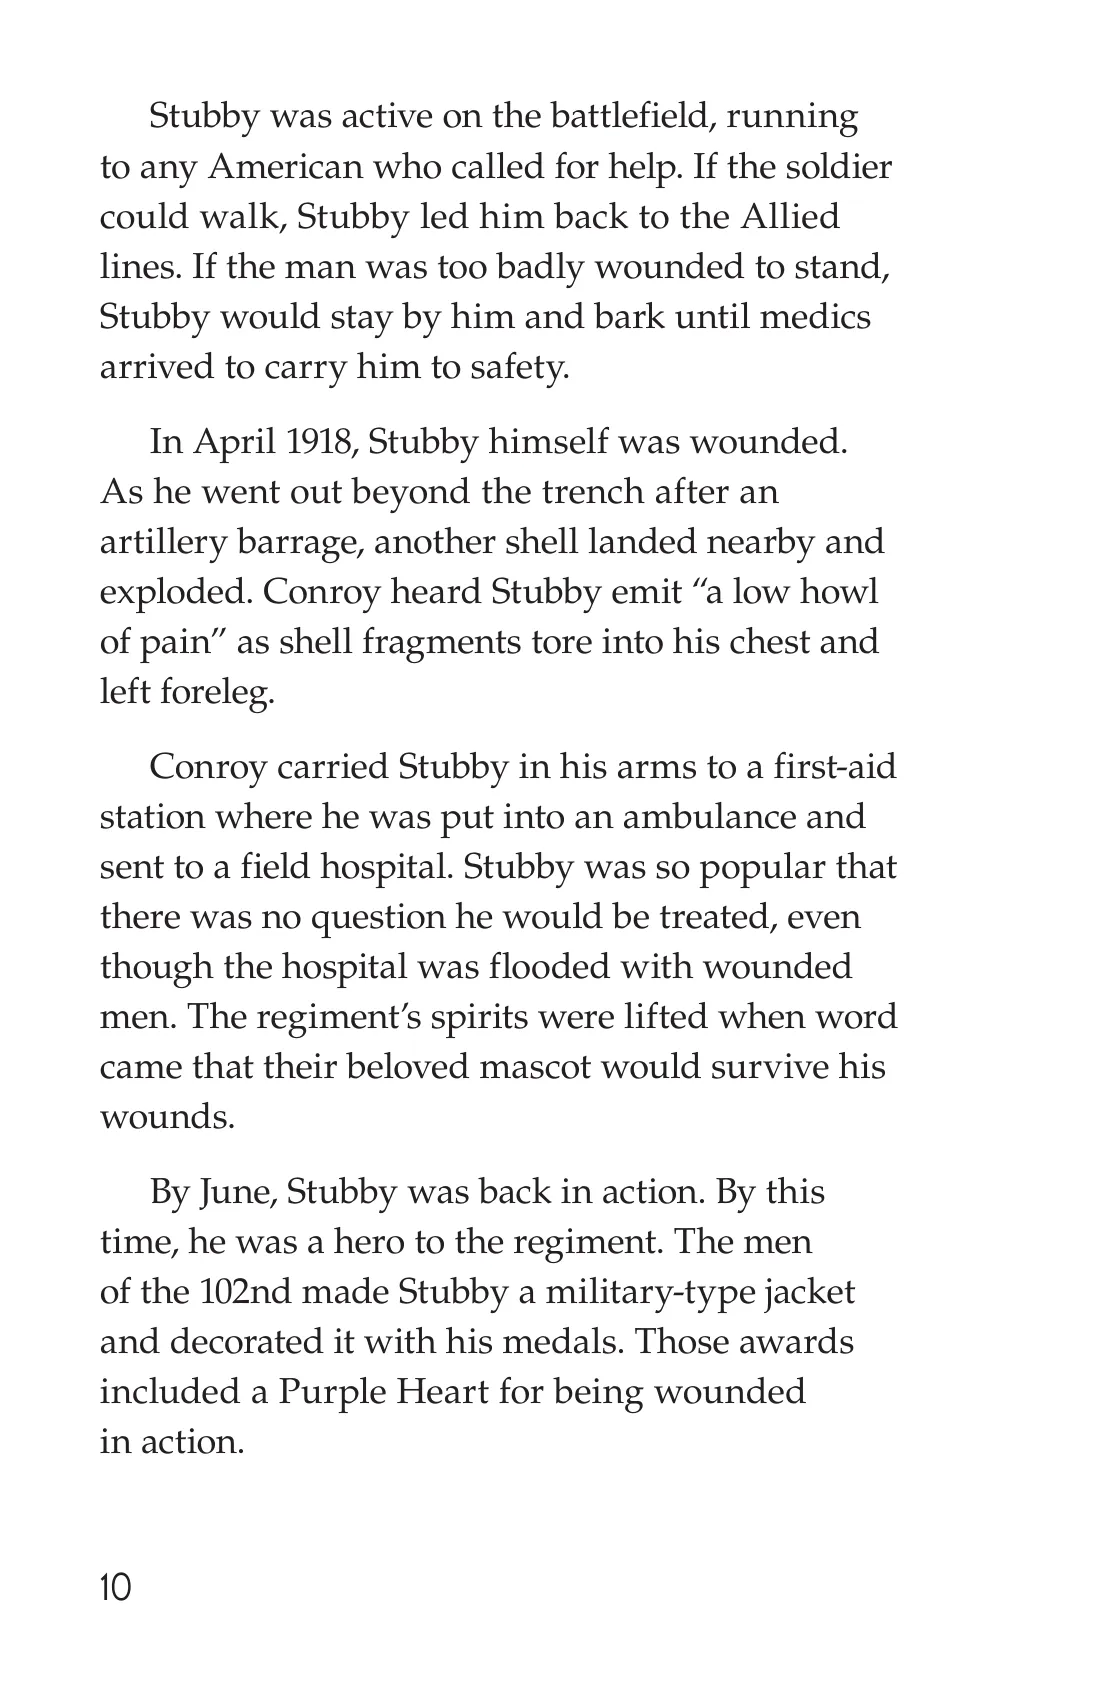 Stubby was active on the battlefield, running
to any American who called for help. If the soldier
could walk, Stubby led him back to the Allied
lines. If the man was too badly wounded to stand,
Stubby would stay by him and bark until medics
arrived to carry him to safety.
In April 1918, Stubby himself was wounded.
As he went out beyond the trench after an
artillery barrage, another shell landed nearby and
exploded. Conroy heard Stubby emit “a low howl
of pain” as shell fragments tore into his chest and
left foreleg.
Conroy carried Stubby in his arms to a first-aid
station where he was put into an ambulance and
sent to a field hospital. Stubby was so popular that
there was no question he would be treated, even
though the hospital was flooded with wounded
men. The regiment’s spirits were lifted when word
came that their beloved mascot would survive his
wounds.
By June, Stubby was back in action. By this
time, he was a hero to the regiment. The men
of the 102nd made Stubby a military-type jacket
and decorated it with his medals. Those awards
included a Purple Heart for being wounded
in action.
10